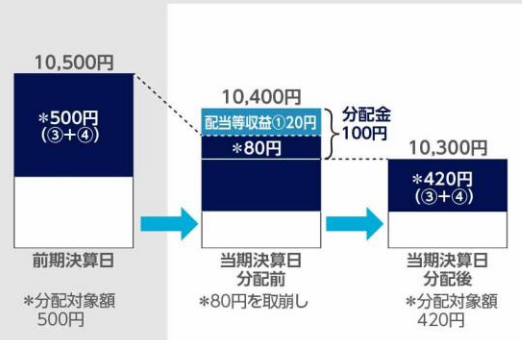 10,500円
*500円
(③+④)
前期決算日
*分配対象額
500円
10,400円
配当等収益①20円
*80円
分配金
100円
当期決算日
分配前
*80円を取崩し
10,300円
*420円
(③+④)
当期決算日
分配後
*分配対象額
420円